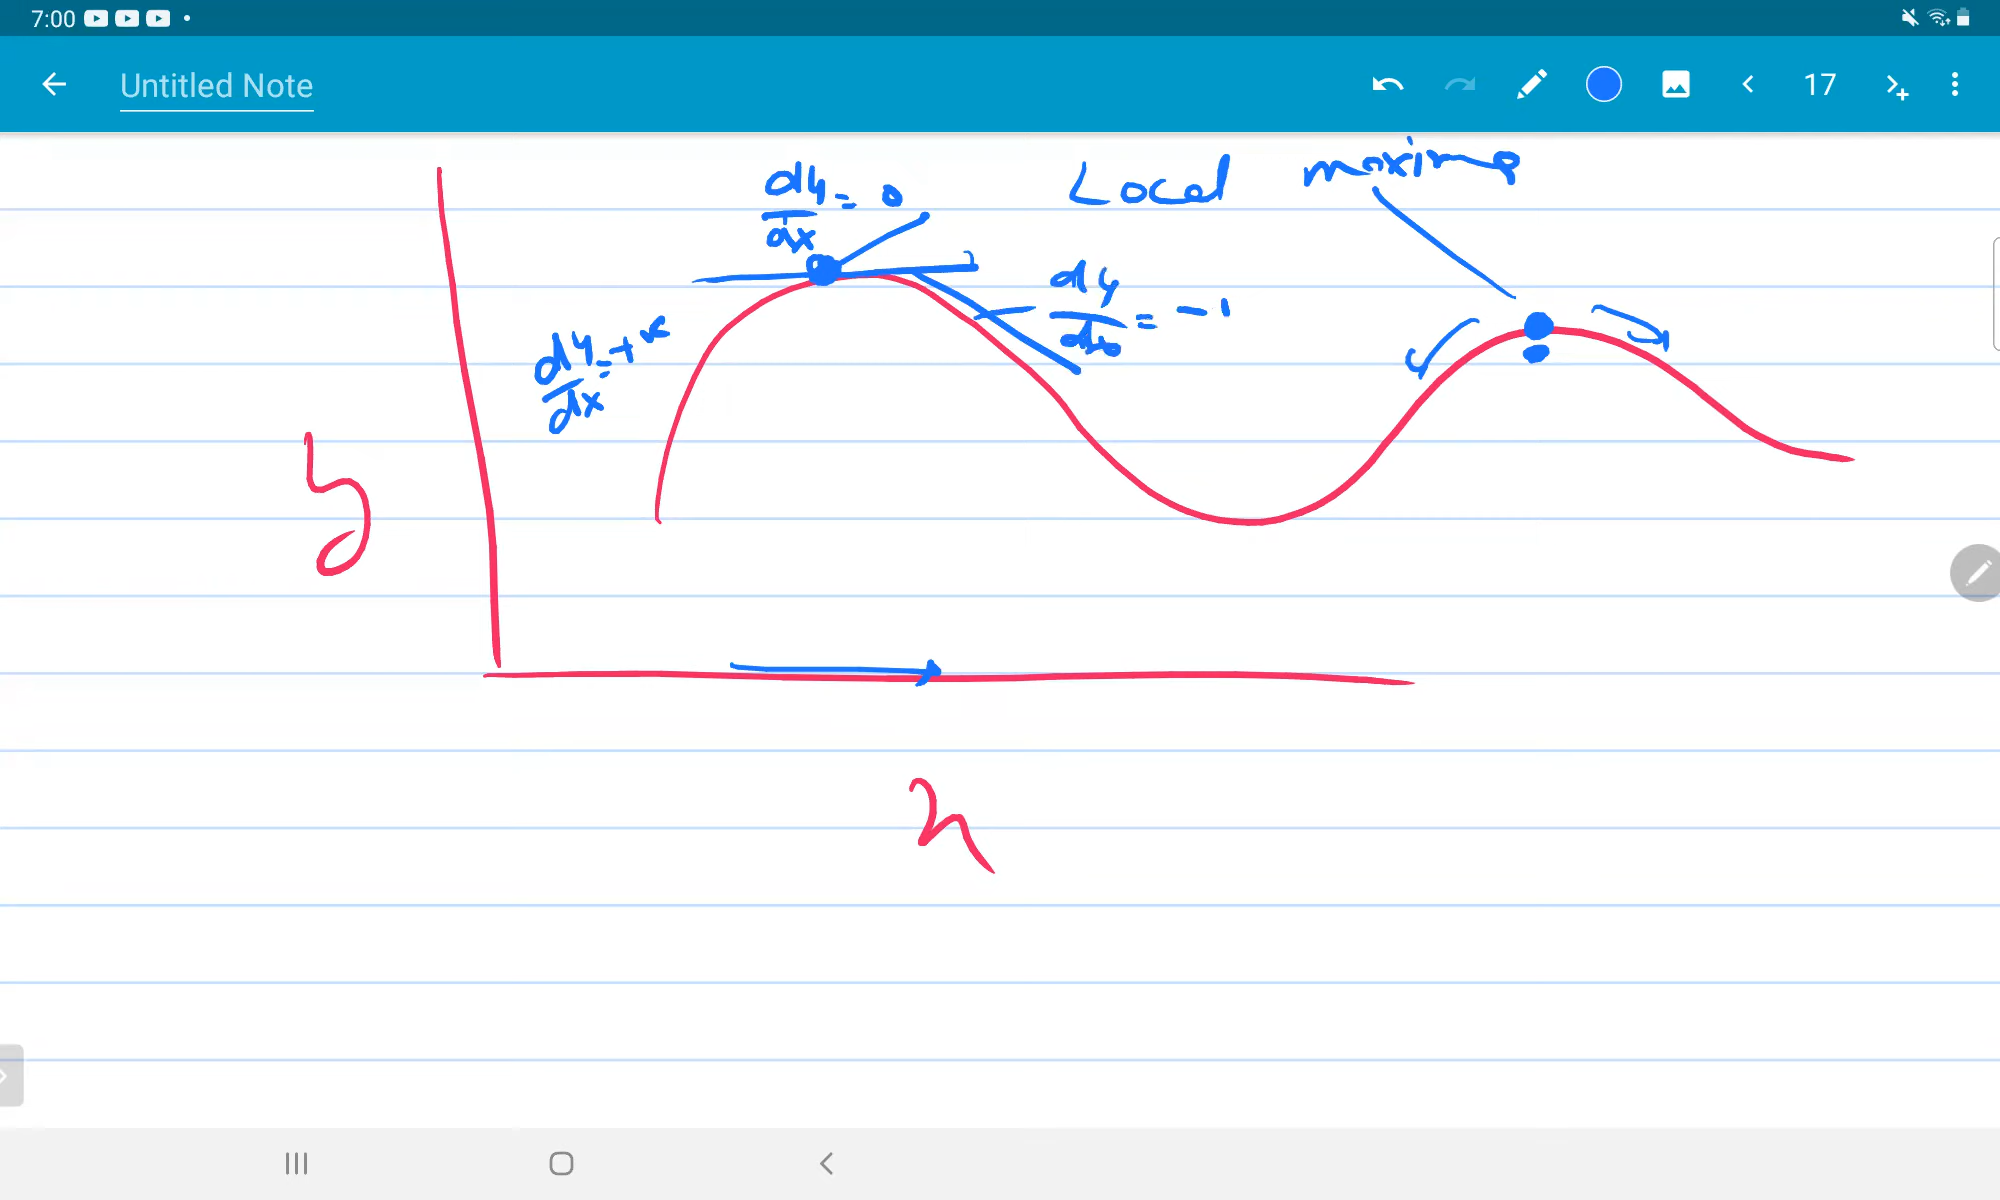 7:00
Untitled Note
17
dy/dx = 0
Local maxima
dy/dx = +ve
dy/dx = -1
y
x